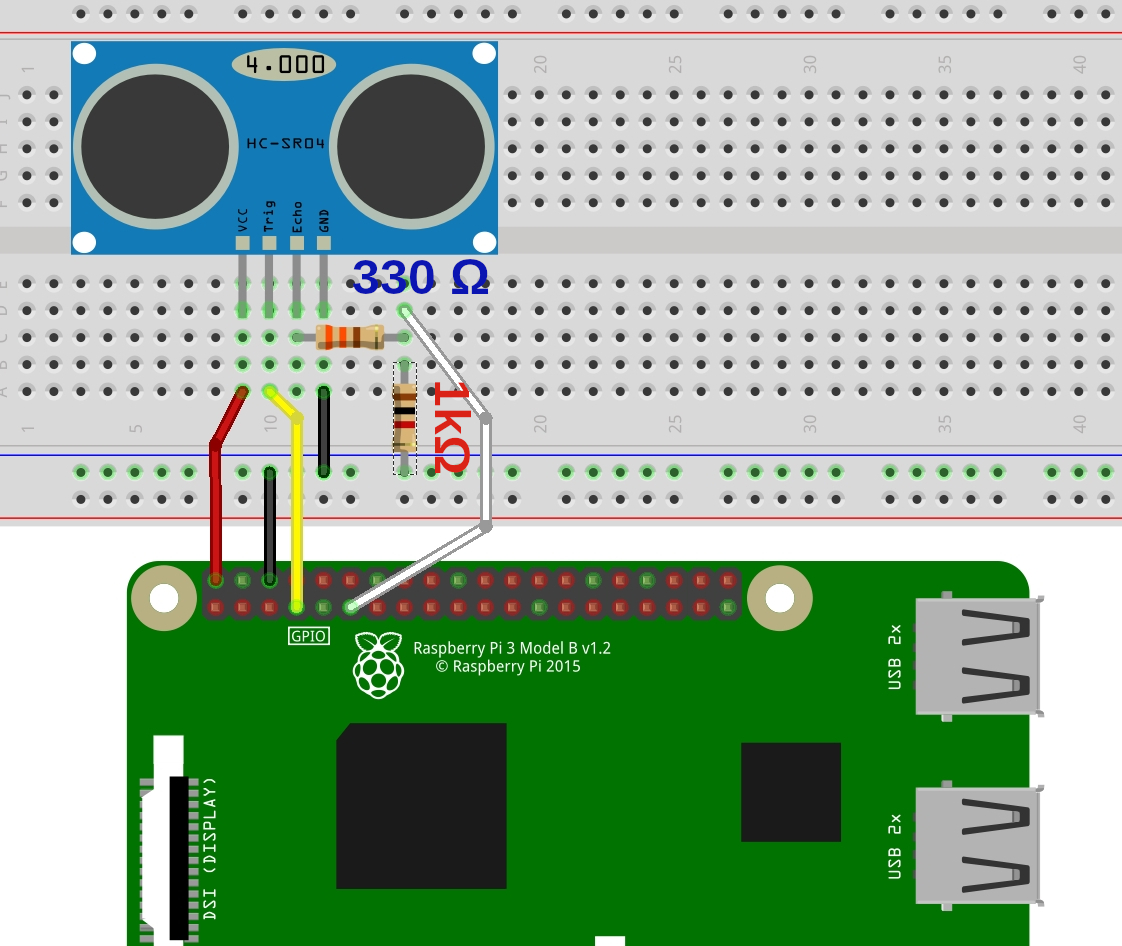 1
20
25
30
35
40
4.000
J
I
H
G
F
HC-SR04
VCC
Trig
Echo
GND
330 Ω
E
D
C
B
A
1kΩ
1
5
10
20
25
30
35
40
GPIO
Raspberry Pi 3 Model B v1.2
© Raspberry Pi 2015
USB 2x
DSI (DISPLAY)
USB 2x